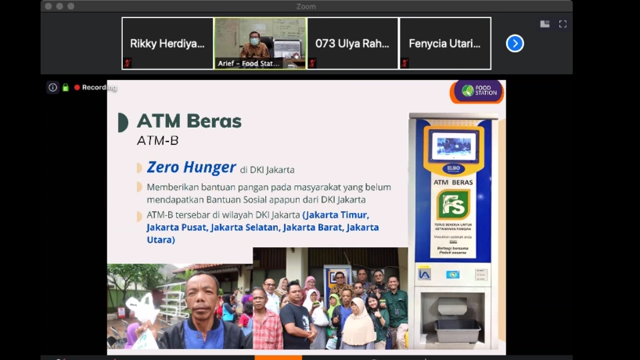 Zoom
Rikky Herdiya...
Arief - Food Stat...
073 Ulya Rah...
Fenycia Utari...
Recording
FOOD
STATION
ATM Beras
ATM-B
Zero Hunger di DKI Jakarta
Memberikan bantuan pangan pada masyarakat yang belum
mendapatkan Bantuan Sosial apapun dari DKI Jakarta
ATM-B tersebar di wilayah DKI Jakarta (Jakarta Timur,
Jakarta Pusat, Jakarta Selatan, Jakarta Barat, Jakarta
Utara)
ATM BERAS
FS